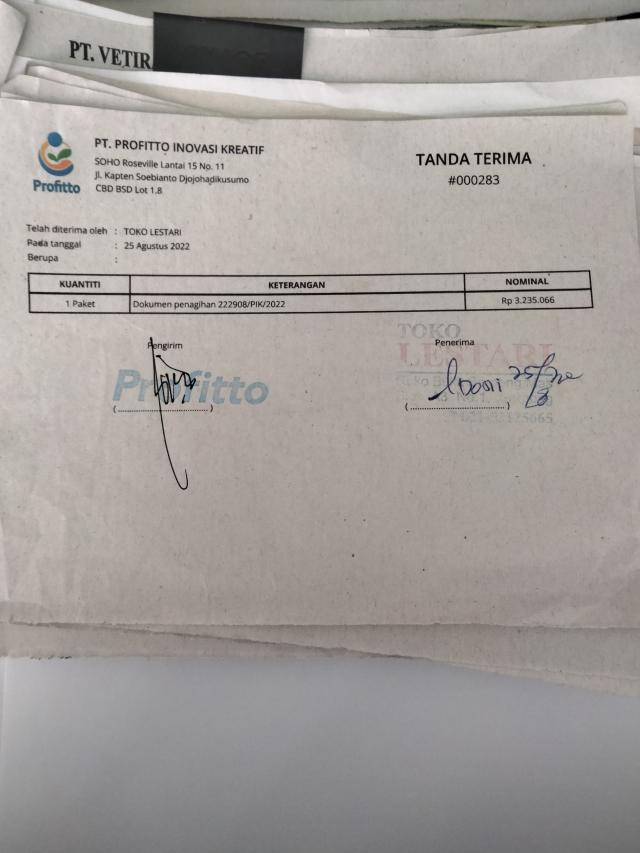 PT. VETIR
Profitto
PT. PROFITTO INOVASI KREATIF
SOHO Roseville Lantai 15 No. 11
Jl. Kapten Soebianto Djojohadikusumo
CBD BSD Lot 1.8
TANDA TERIMA
#000283
Telah diterima oleh : TOKO LESTARI
Pada tanggal : 25 Agustus 2022
Berupa :
KUANTITI KETERANGAN NOMINAL
1 Paket Dokumen penagihan 222908/PIK/2022 Rp 3.235.066
Pengirim
Profitto
(..............................)
Penerima
TOKO
LESTARI
(..............................)